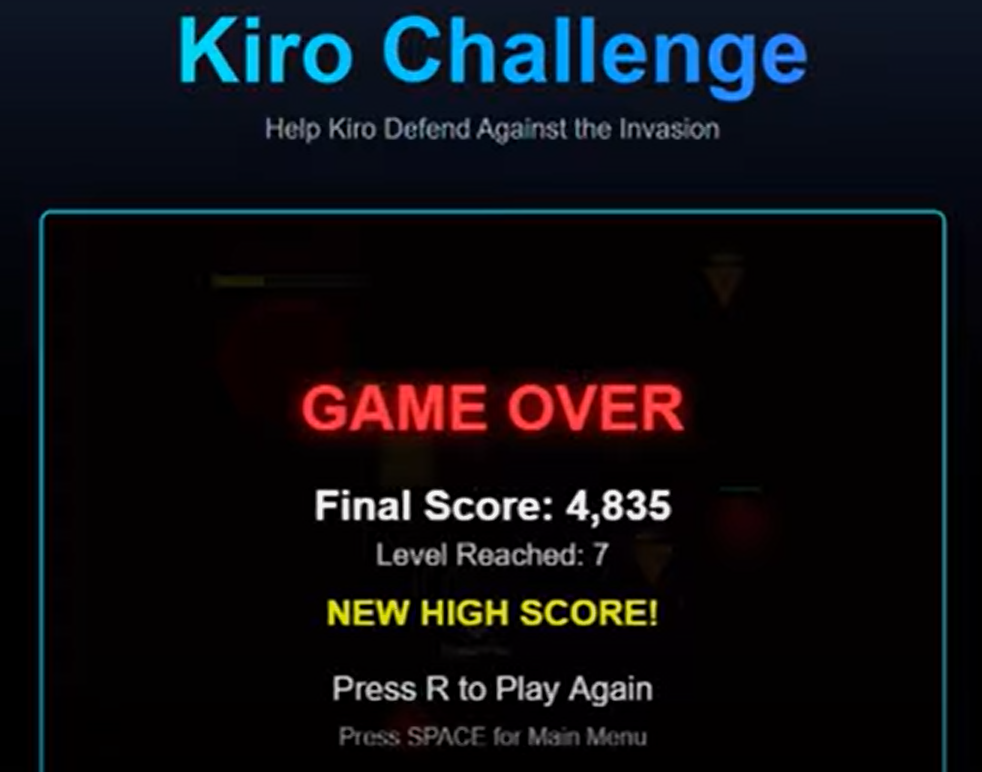 Kiro Challenge
Help Kiro Defend Against the Invasion
GAME OVER
Final Score: 4,835
Level Reached: 7
NEW HIGH SCORE!
Press R to Play Again
Press SPACE for Main Menu